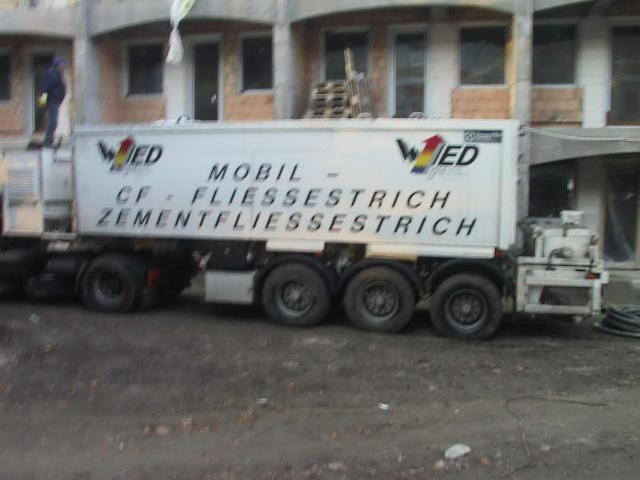 WIED
WIED
MOBIL -
CF - FLIESSESTRICH
ZEMENTFLIESSESTRICH